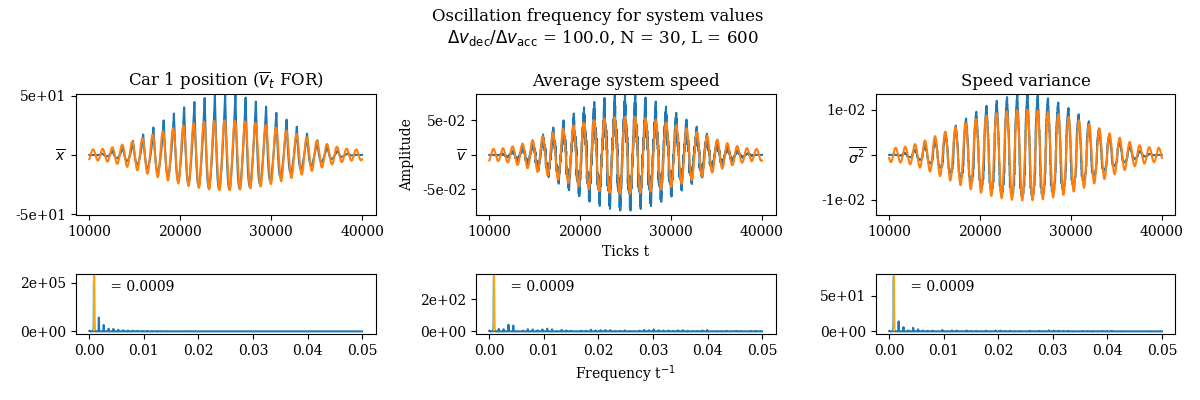 Oscillation frequency for system values
Δv_dec/Δv_acc = 100.0, N = 30, L = 600
Car 1 position (v̅_t FOR)
5e+01
x̅
-5e+01
10000 20000 30000 40000
Average system speed
Amplitude
5e-02
v̅
-5e-02
10000 20000 30000 40000
Ticks t
Speed variance
1e-02
σ²̅
-1e-02
10000 20000 30000 40000
2e+05
= 0.0009
0e+00
0.00 0.01 0.02 0.03 0.04 0.05
2e+02
= 0.0009
0e+00
0.00 0.01 0.02 0.03 0.04 0.05
Frequency t⁻¹
5e+01
= 0.0009
0e+00
0.00 0.01 0.02 0.03 0.04 0.05